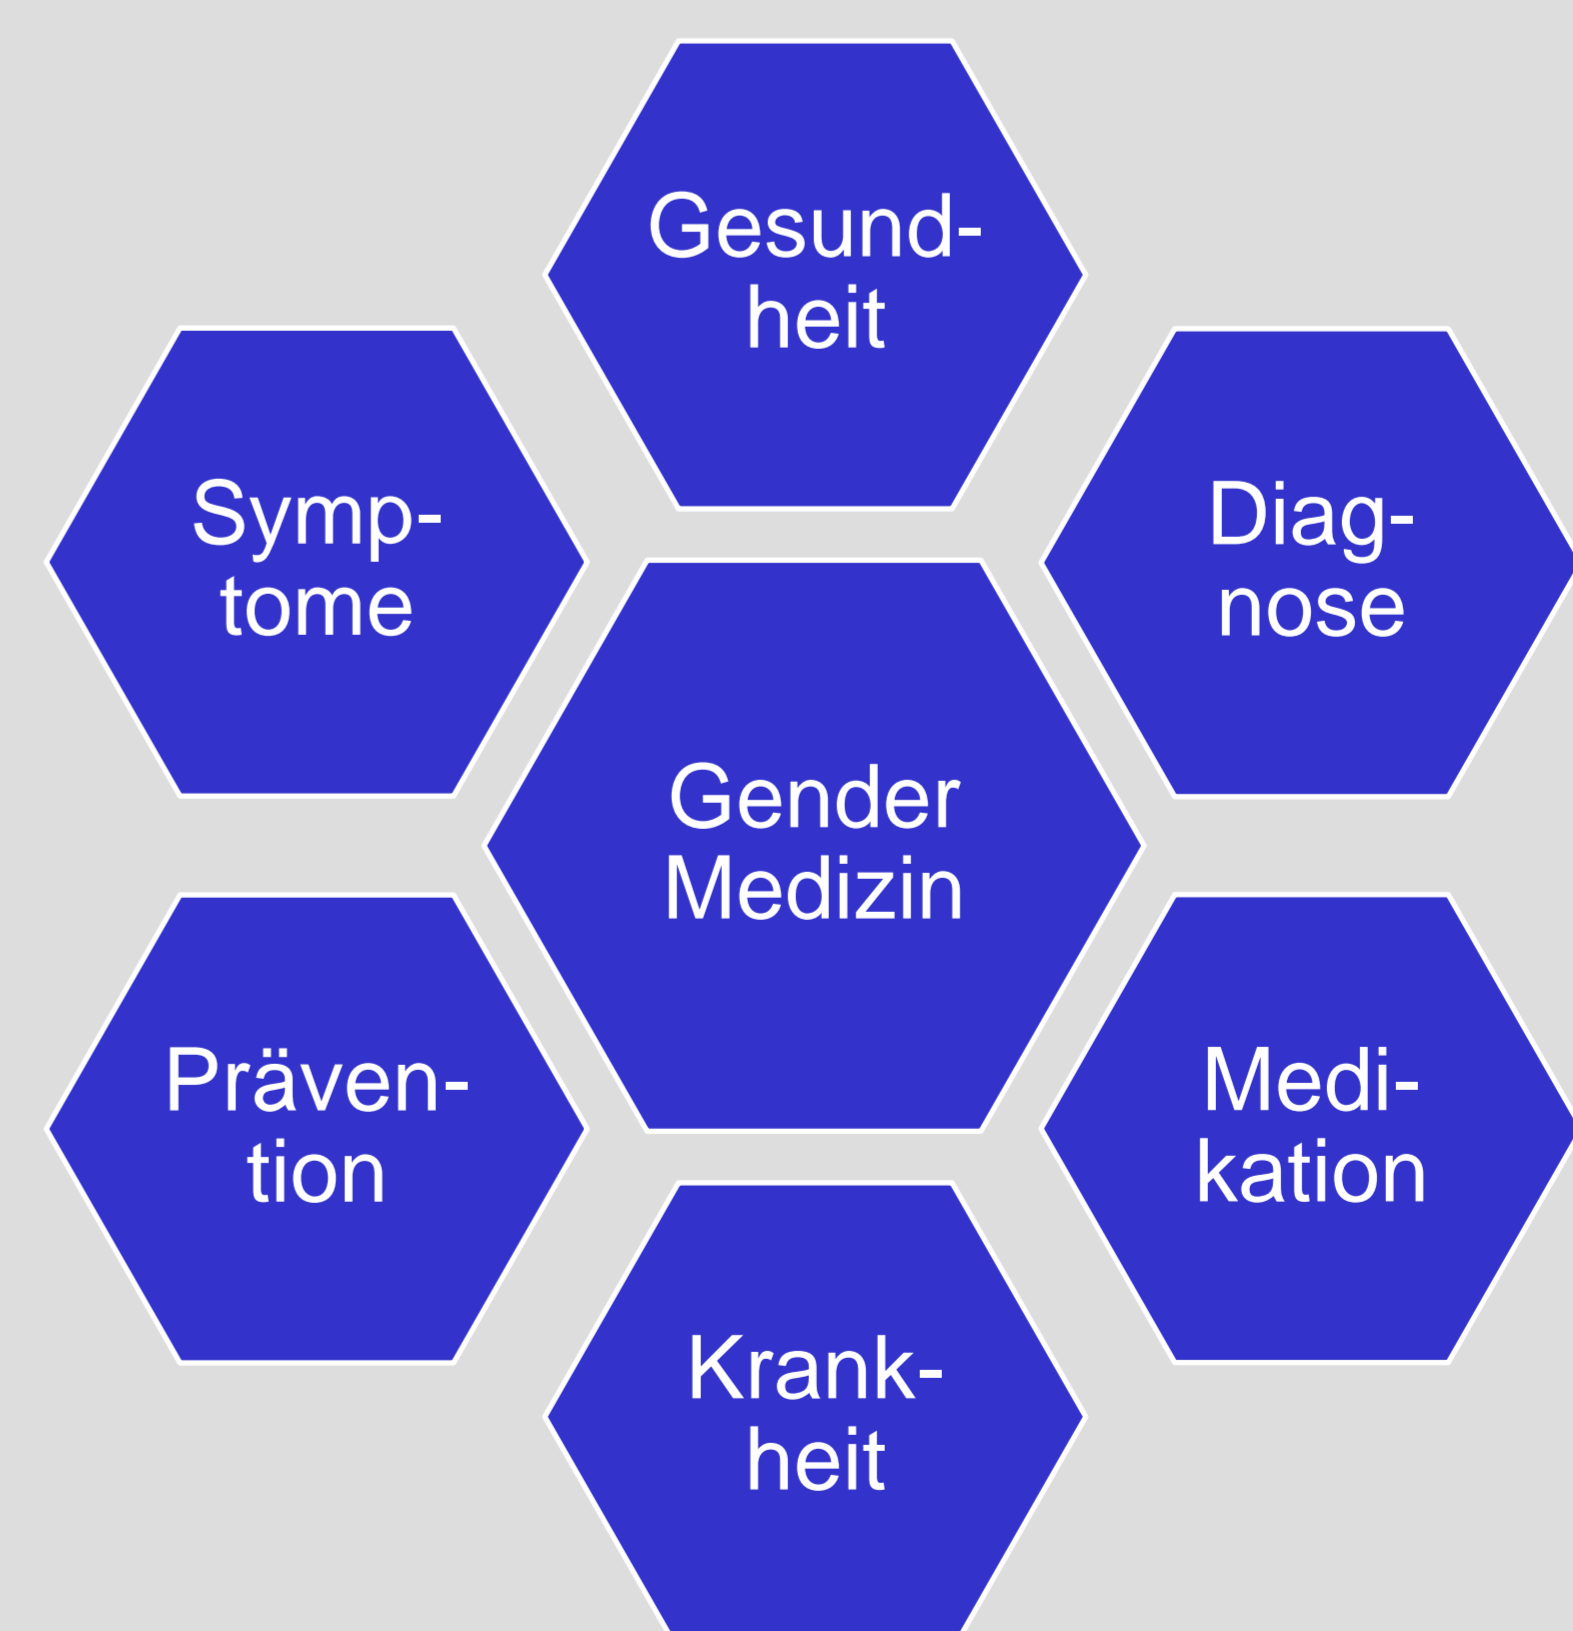 Gesund-
heit
Symp-
tome
Diag-
nose
Gender
Medizin
Präven-
tion
Medi-
kation
Krank-
heit